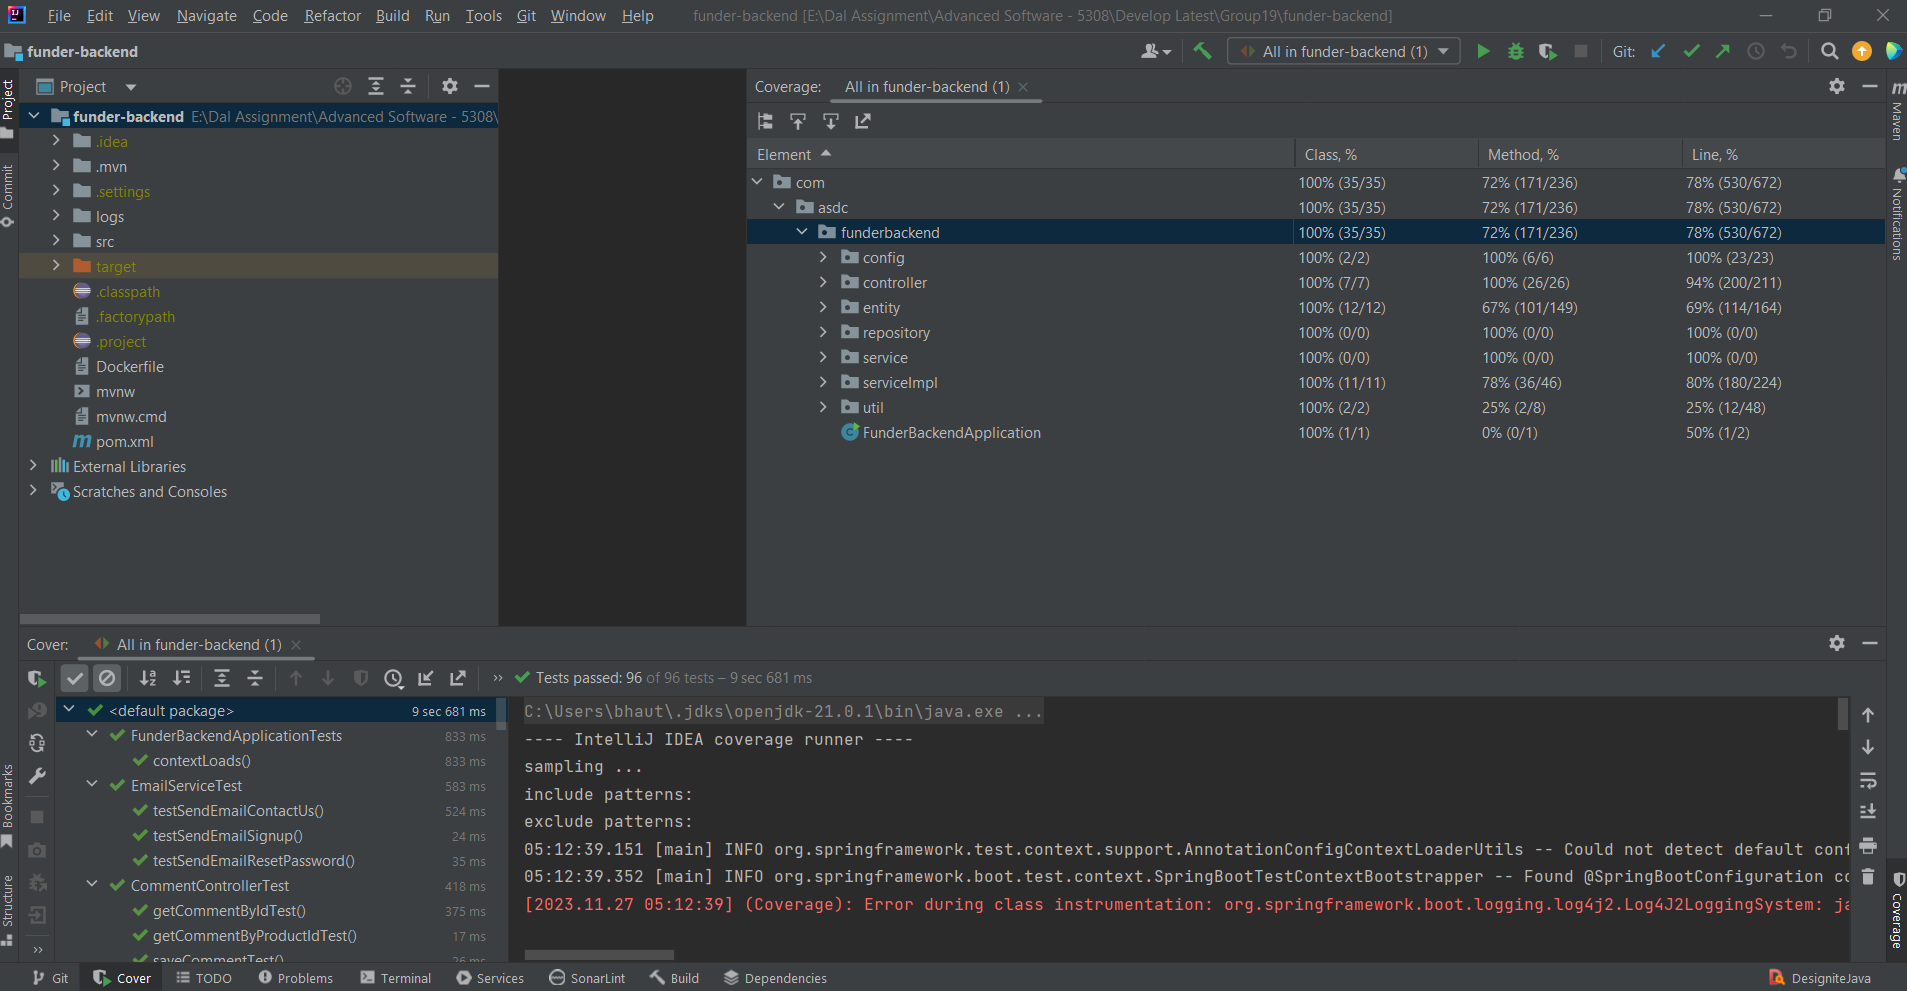 File Edit View Navigate Code Refactor Build Run Tools Git Window Help funder-backend [E:\Dal Assignment\Advanced Software - 5308\Develop Latest\Group19\funder-backend]
funder-backend
All in funder-backend (1)
Git:
Project
Project
Commit
Bookmarks
Structure
funder-backend E:\Dal Assignment\Advanced Software - 5308\
.idea
.mvn
.settings
logs
src
target
.classpath
.factorypath
.project
Dockerfile
mvnw
mvnw.cmd
pom.xml
External Libraries
Scratches and Consoles
Coverage: All in funder-backend (1)
Element Class, % Method, % Line, %
com 100% (35/35) 72% (171/236) 78% (530/672)
asdc 100% (35/35) 72% (171/236) 78% (530/672)
funderbackend 100% (35/35) 72% (171/236) 78% (530/672)
config 100% (2/2) 100% (6/6) 100% (23/23)
controller 100% (7/7) 100% (26/26) 94% (200/211)
entity 100% (12/12) 67% (101/149) 69% (114/164)
repository 100% (0/0) 100% (0/0) 100% (0/0)
service 100% (0/0) 100% (0/0) 100% (0/0)
serviceImpl 100% (11/11) 78% (36/46) 80% (180/224)
util 100% (2/2) 25% (2/8) 25% (12/48)
FunderBackendApplication 100% (1/1) 0% (0/1) 50% (1/2)
Maven
Notifications
Coverage
Cover: All in funder-backend (1)
Tests passed: 96 of 96 tests – 9 sec 681 ms
<default package> 9 sec 681 ms
FunderBackendApplicationTests 833 ms
contextLoads() 833 ms
EmailServiceTest 583 ms
testSendEmailContactUs() 524 ms
testSendEmailSignup() 24 ms
testSendEmailResetPassword() 35 ms
CommentControllerTest 418 ms
getCommentByIdTest() 375 ms
getCommentByProductIdTest() 17 ms
saveCommentTest() 26 ms
C:\Users\bhaut\.jdks\openjdk-21.0.1\bin\java.exe ...
---- IntelliJ IDEA coverage runner ----
sampling ...
include patterns:
exclude patterns:
05:12:39.151 [main] INFO org.springframework.test.context.support.AnnotationConfigContextLoaderUtils -- Could not detect default conf
05:12:39.352 [main] INFO org.springframework.boot.test.context.SpringBootTestContextBootstrapper -- Found @SpringBootConfiguration co
[2023.11.27 05:12:39] (Coverage): Error during class instrumentation: org.springframework.boot.logging.log4j2.Log4J2LoggingSystem: ja
Git Cover TODO Problems Terminal Services SonarLint Build Dependencies DesigniteJava